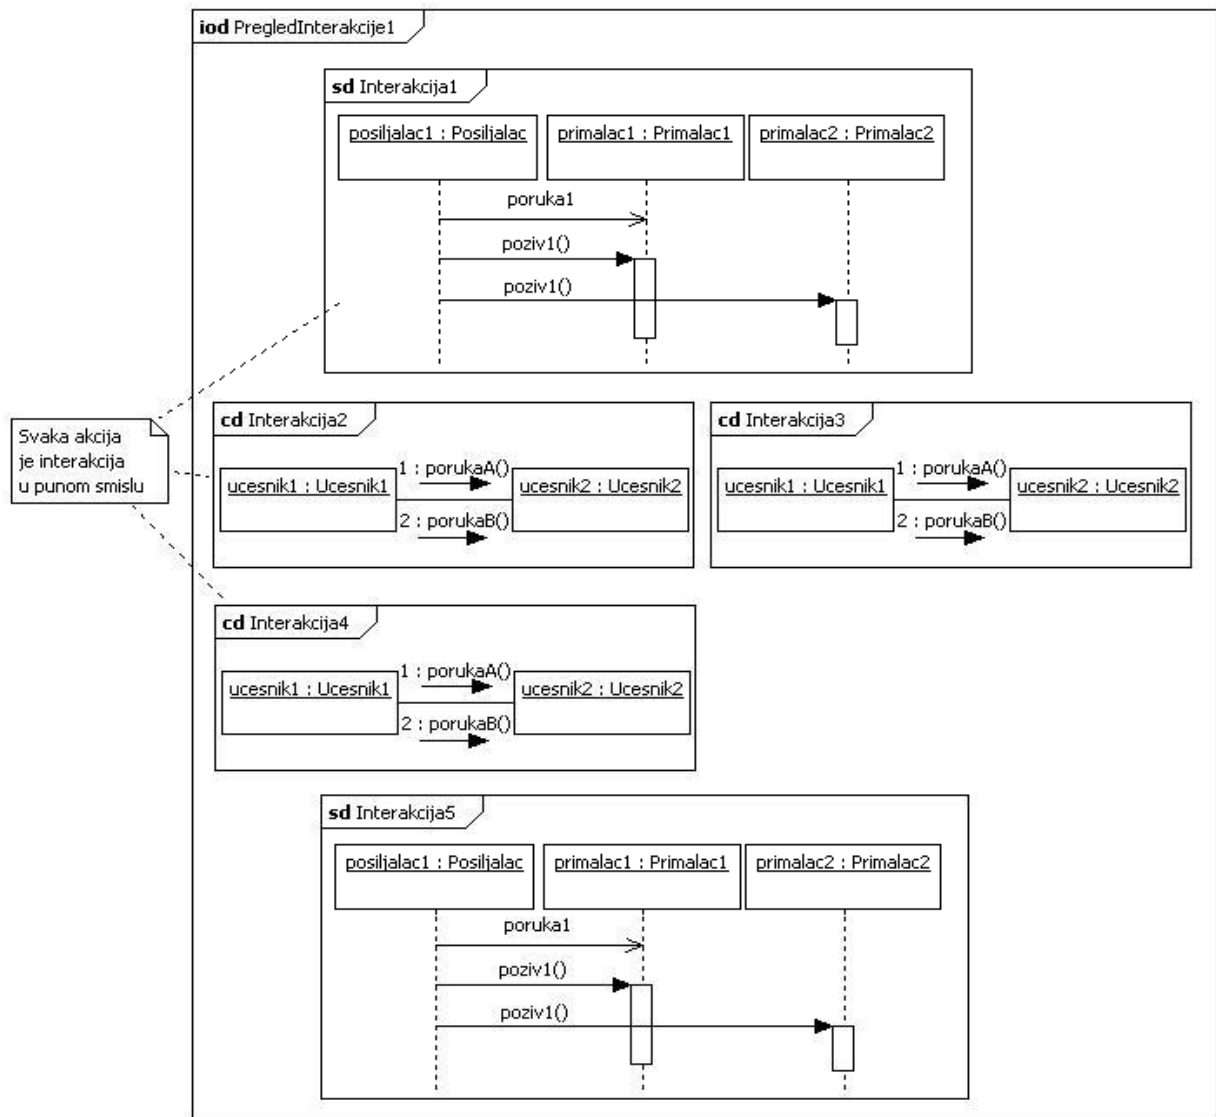 iod PregledInterakcije1
sd Interakcija1
posiljalac1 : Posiljalac
primalac1 : Primalac1
primalac2 : Primalac2
poruka1
poziv1()
poziv1()
Svaka akcija
je interakcija
u punom smislu
cd Interakcija2
ucesnik1 : Ucesnik1
1 : porukaA()
2 : porukaB()
ucesnik2 : Ucesnik2
cd Interakcija3
ucesnik1 : Ucesnik1
1 : porukaA()
2 : porukaB()
ucesnik2 : Ucesnik2
cd Interakcija4
ucesnik1 : Ucesnik1
1 : porukaA()
2 : porukaB()
ucesnik2 : Ucesnik2
sd Interakcija5
posiljalac1 : Posiljalac
primalac1 : Primalac1
primalac2 : Primalac2
poruka1
poziv1()
poziv1()